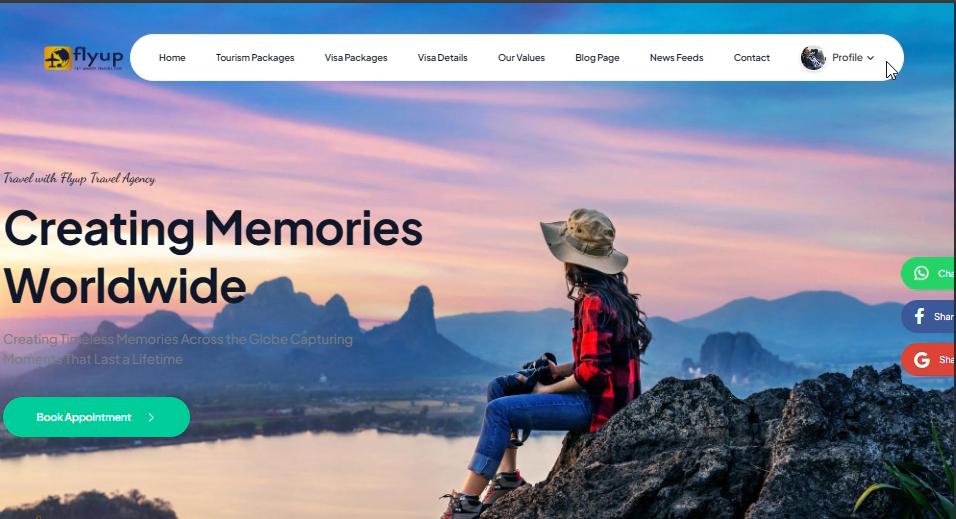 flyup
Home
Tourism Packages
Visa Packages
Visa Details
Our Values
Blog Page
News Feeds
Contact
Profile
Travel with Flyup Travel Agency
Creating Memories
Worldwide
Creating Timeless Memories Across the Globe Capturing
Moments That Last a Lifetime
Book Appointment
Cha
Shar
Sha